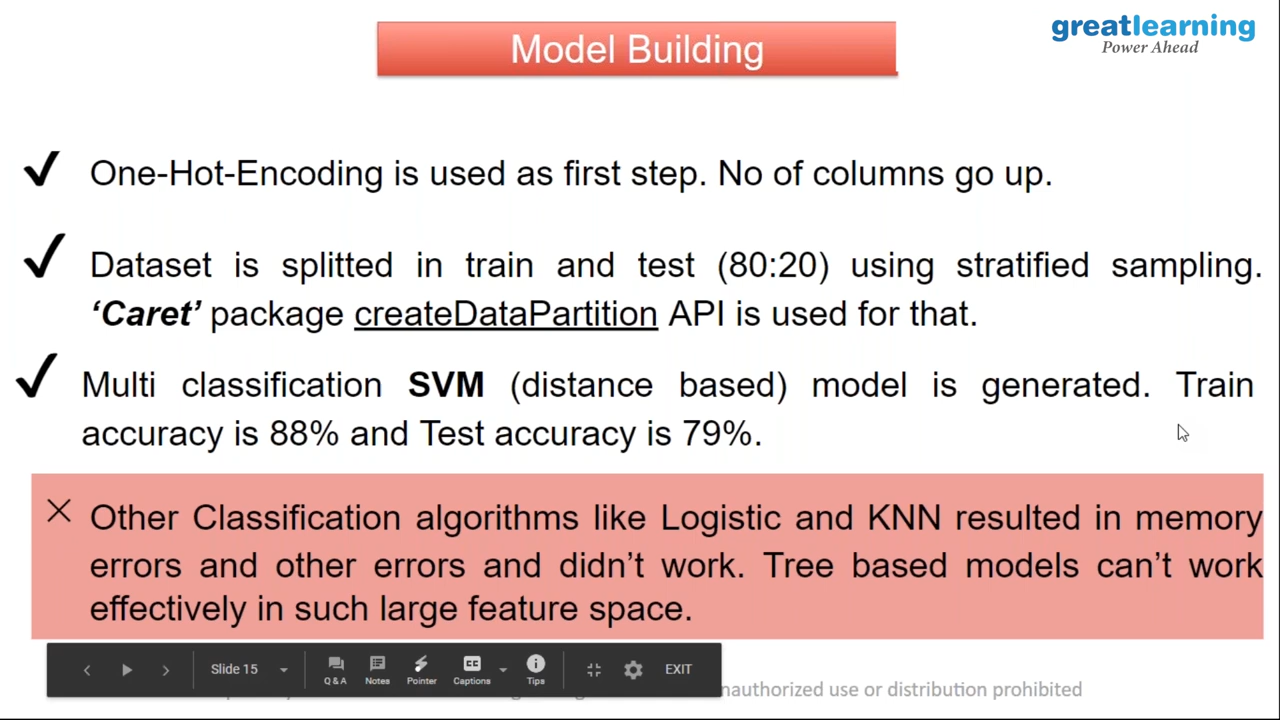 greatlearning
Power Ahead
Model Building
One-Hot-Encoding is used as first step. No of columns go up.
Dataset is splitted in train and test (80:20) using stratified sampling.
‘Caret’ package createDataPartition API is used for that.
Multi classification SVM (distance based) model is generated. Train
accuracy is 88% and Test accuracy is 79%.
Other Classification algorithms like Logistic and KNN resulted in memory
errors and other errors and didn’t work. Tree based models can’t work
effectively in such large feature space.
Slide 15
Q & A
Notes
Pointer
Captions
Tips
EXIT
use or distribution prohibited